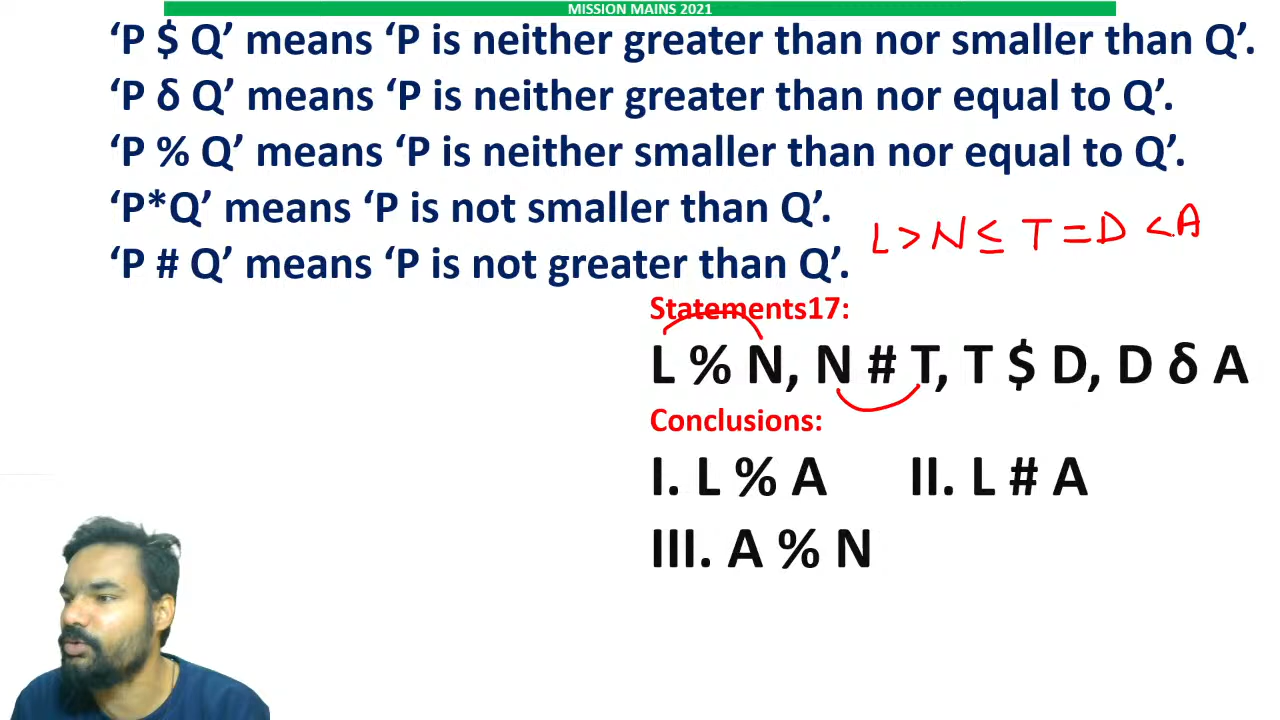 MISSION MAINS 2021
‘P $ Q’ means ‘P is neither greater than nor smaller than Q’.
‘P δ Q’ means ‘P is neither greater than nor equal to Q’.
‘P % Q’ means ‘P is neither smaller than nor equal to Q’.
‘P*Q’ means ‘P is not smaller than Q’.
L > N ≤ T = D < A
‘P # Q’ means ‘P is not greater than Q’.
Statements17:
L % N, N # T, T $ D, D δ A
Conclusions:
I. L % A II. L # A
III. A % N